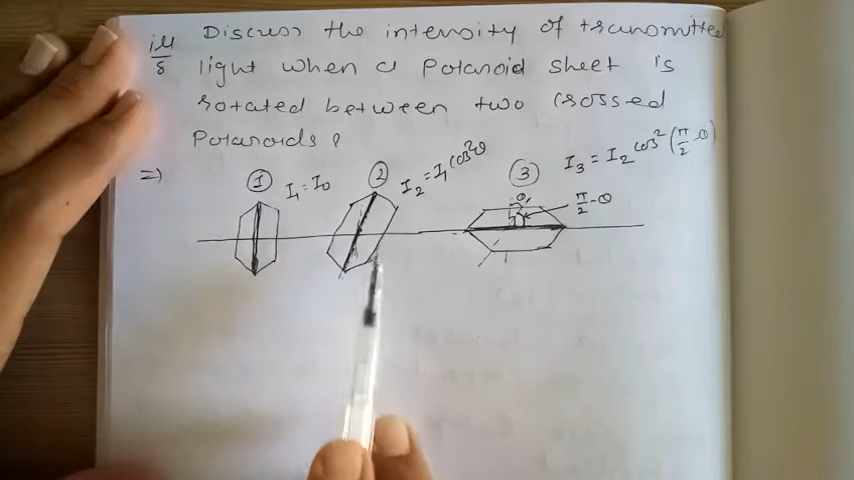 ill Discuss the intensity of transmitted
8 light when a Polaroid sheet is
rotated between two crossed
Polaroids ?
⇒ ① I₁ = I₀ ② I₂ = I₁ cos²θ ③ I₃ = I₂ cos²(π/2 - θ)
θ π/2 - θ